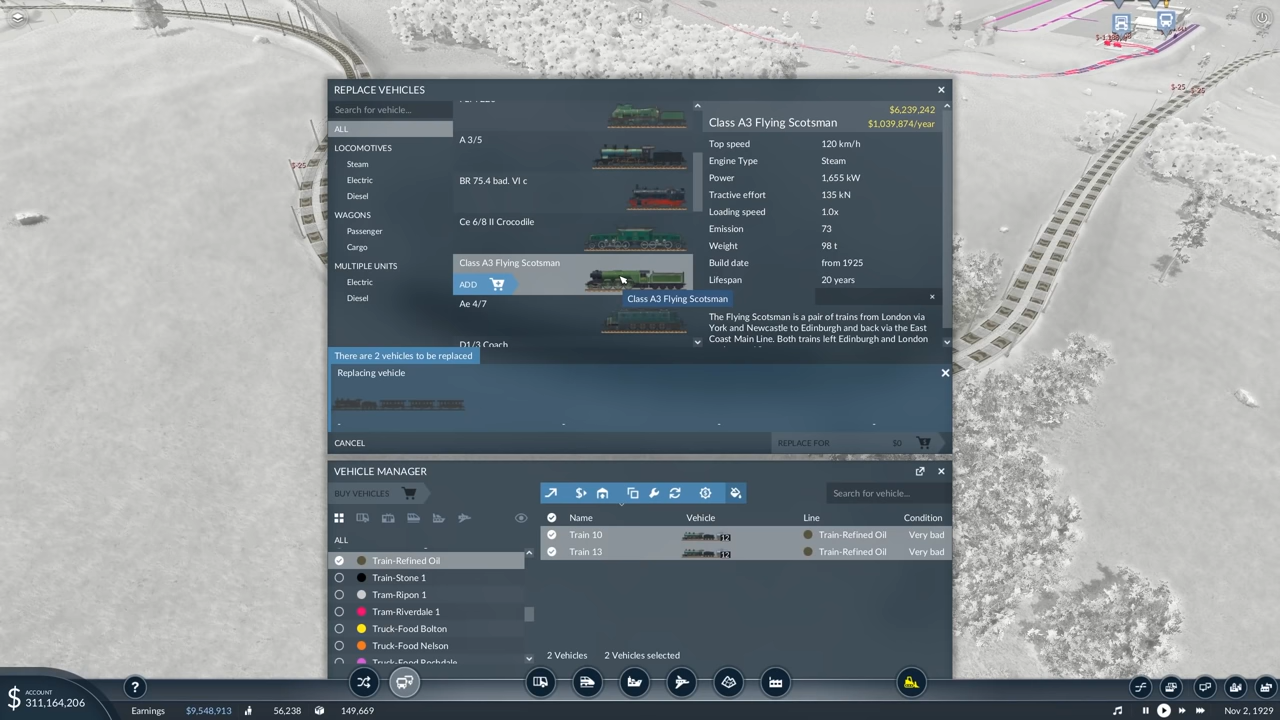 REPLACE VEHICLES
Search for vehicle...
ALL
LOCOMOTIVES
Steam
Electric
Diesel
WAGONS
Passenger
Cargo
MULTIPLE UNITS
Electric
Diesel
A 3/5
BR 75.4 bad. VI c
Ce 6/8 II Crocodile
Class A3 Flying Scotsman
ADD
Class A3 Flying Scotsman
Ae 4/7
D1/3 Coach
$6,239,242
Class A3 Flying Scotsman
$1,039,874/year
Top speed 120 km/h
Engine Type Steam
Power 1,655 kW
Tractive effort 135 kN
Loading speed 1.0x
Emission 73
Weight 98 t
Build date from 1925
Lifespan 20 years
The Flying Scotsman is a pair of trains from London via
York and Newcastle to Edinburgh and back via the East
Coast Main Line. Both trains left Edinburgh and London
There are 2 vehicles to be replaced
Replacing vehicle
- - - -
CANCEL
REPLACE FOR $0
VEHICLE MANAGER
BUY VEHICLES
Search for vehicle...
ALL
Train-Refined Oil
Train-Stone 1
Tram-Ripon 1
Tram-Riverdale 1
Truck-Food Bolton
Truck-Food Nelson
Truck-Food Rochdale
Name Vehicle Line Condition
Train 10 12 Train-Refined Oil Very bad
Train 13 12 Train-Refined Oil Very bad
2 Vehicles 2 Vehicles selected
$-25
$-25
$-25
$ ACCOUNT
311,164,206
?
Earnings $9,548,913 56,238 149,669
Nov 2, 1929